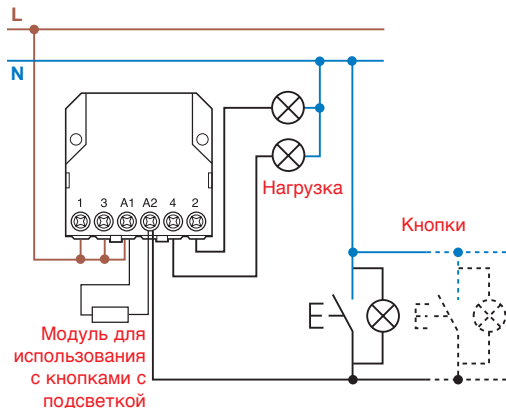 L
N
1 3 A1 A2 4 2
Нагрузка
Кнопки
Модуль для
использования
с кнопками с
подсветкой